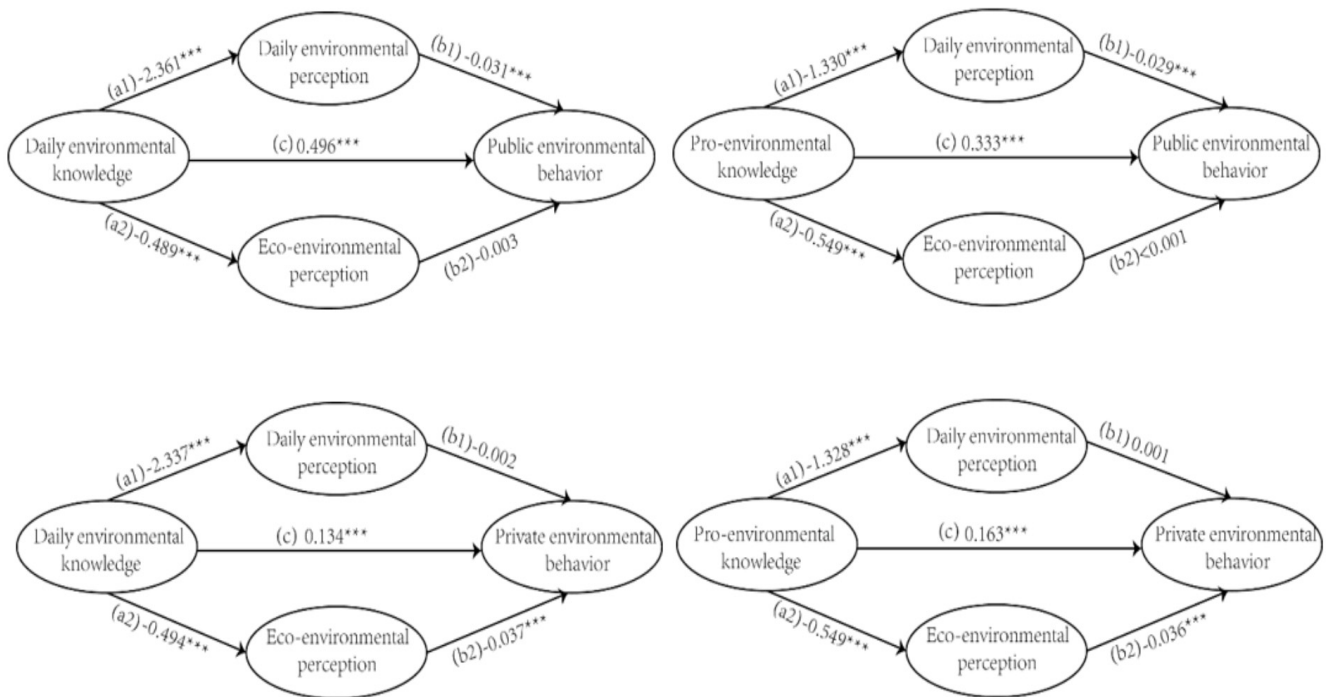 Daily environmental
perception
(a1)-2.361***
(b1)-0.031***
Daily environmental
knowledge
(c) 0.496***
Public environmental
behavior
(a2)-0.489***
Eco-environmental
perception
(b2)-0.003
Daily environmental
perception
(a1)-1.330***
(b1)-0.029***
Pro-environmental
knowledge
(c) 0.333***
Public environmental
behavior
(a2)-0.549***
Eco-environmental
perception
(b2)<0.001
Daily environmental
perception
(a1)-2.337***
(b1)-0.002
Daily environmental
knowledge
(c) 0.134***
Private environmental
behavior
(a2)-0.494***
Eco-environmental
perception
(b2)-0.037***
Daily environmental
perception
(a1)-1.328***
(b1) 0.001
Pro-environmental
knowledge
(c) 0.163***
Private environmental
behavior
(a2)-0.549***
Eco-environmental
perception
(b2)-0.036***